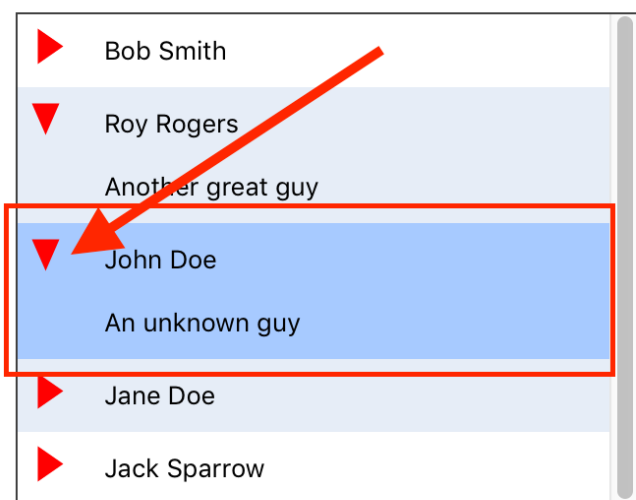 Bob Smith
Roy Rogers
Another great guy
John Doe
An unknown guy
Jane Doe
Jack Sparrow